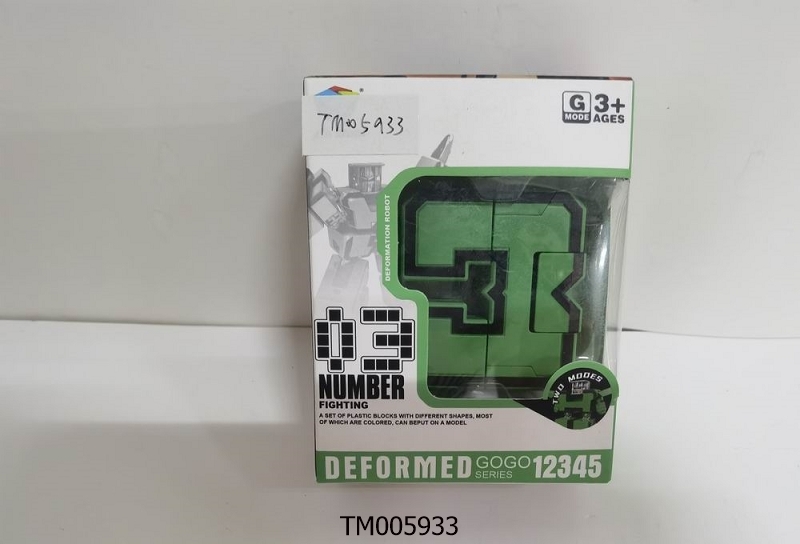 TM005933
G
MODE
3+
AGES
DEFORMATION ROBOT
03
NUMBER
FIGHTING
A SET OF PLASTIC BLOCKS WITH DIFFERENT SHAPES, MOST
OF WHICH ARE COLORED, CAN BEPUT ON A MODEL
TWO MODES
DEFORMED GOGO SERIES 12345
TM005933